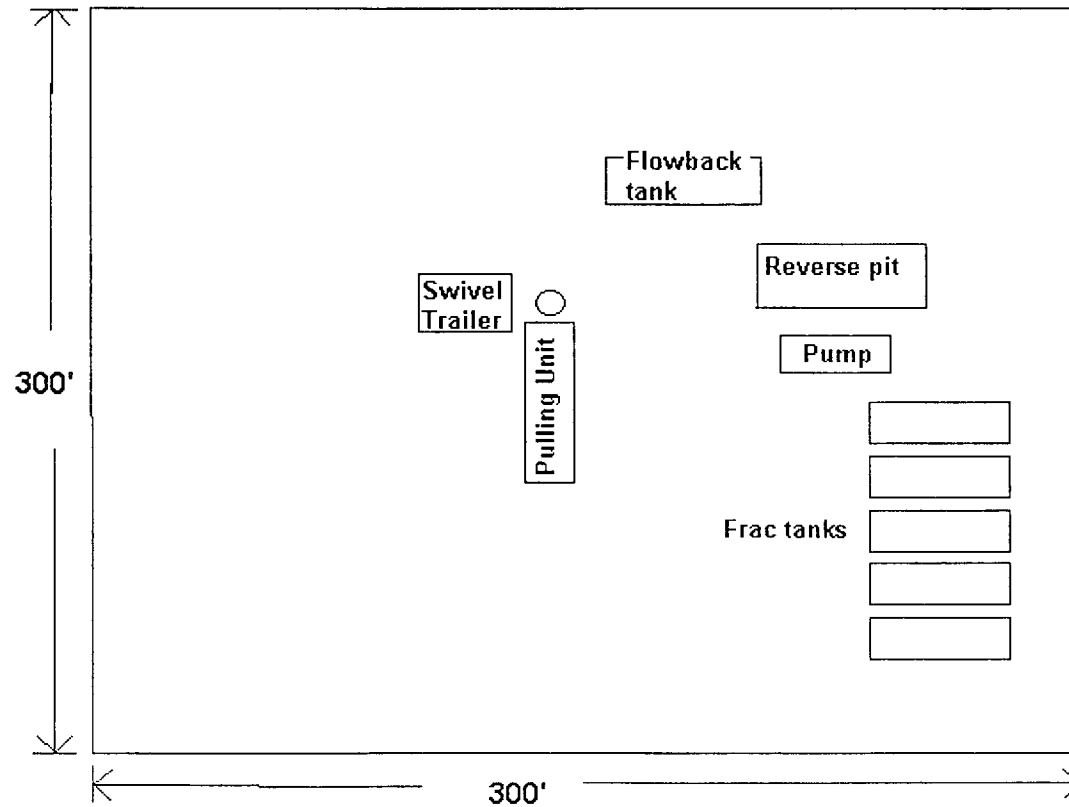 Flowback
tank
Reverse pit
Swivel
Trailer
Pump
Pulling Unit
300'
Frac tanks
300'